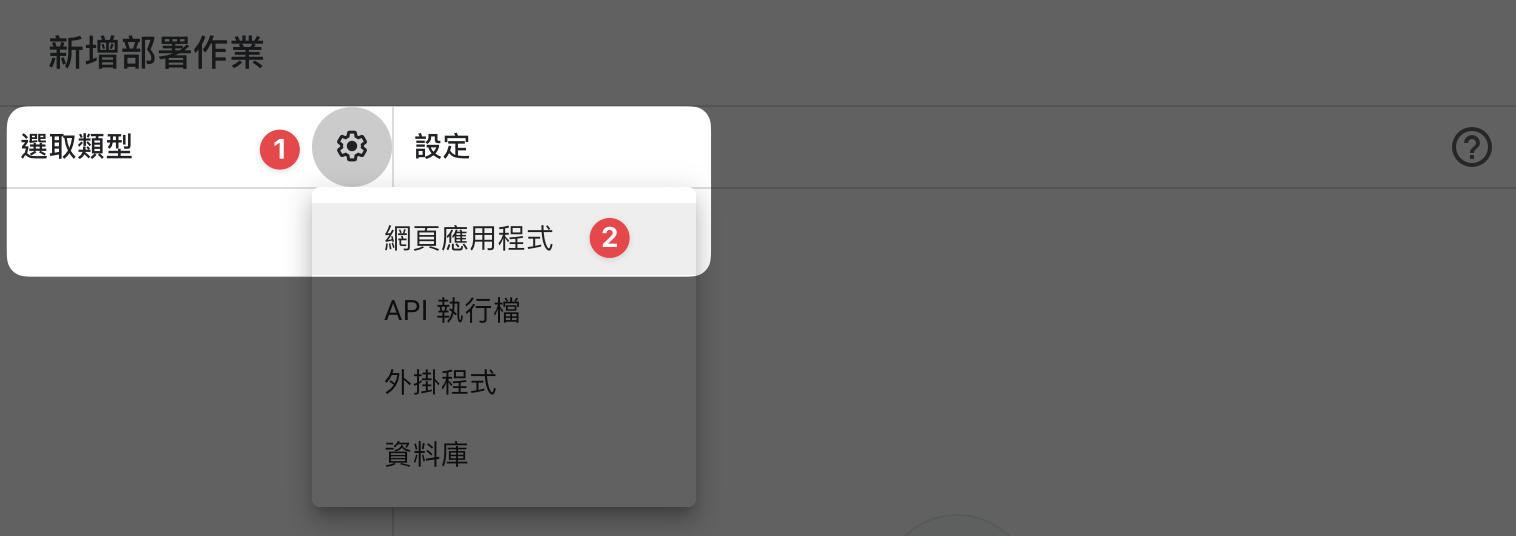 新增部署作業
選取類型 1 設定
網頁應用程式 2
API 執行檔
外掛程式
資料庫